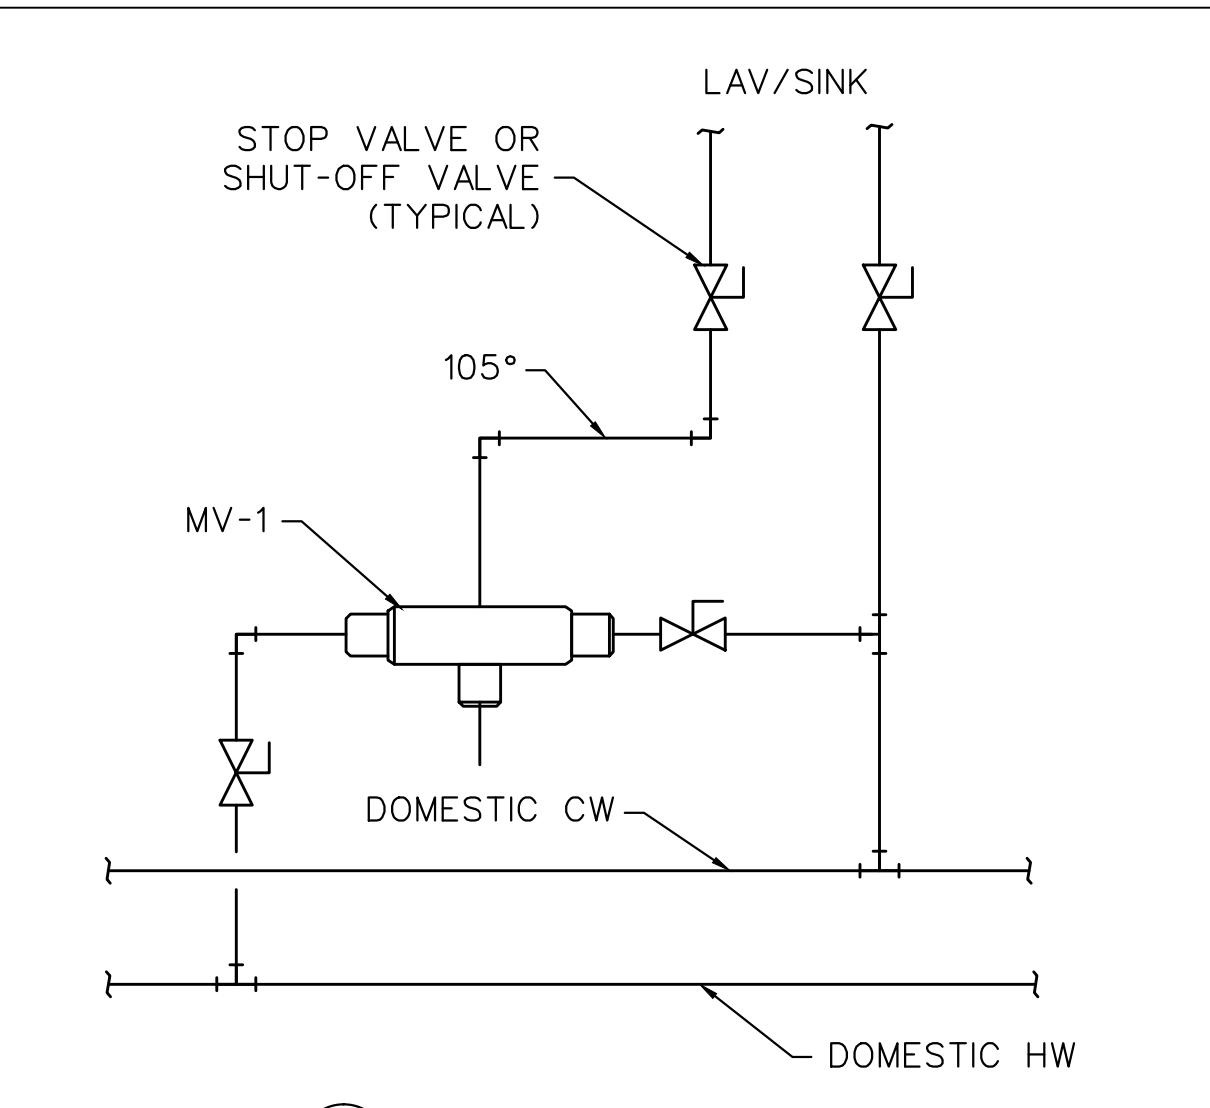 LAV/SINK
STOP VALVE OR
SHUT-OFF VALVE
(TYPICAL)
105°
MV-1
DOMESTIC CW
DOMESTIC HW